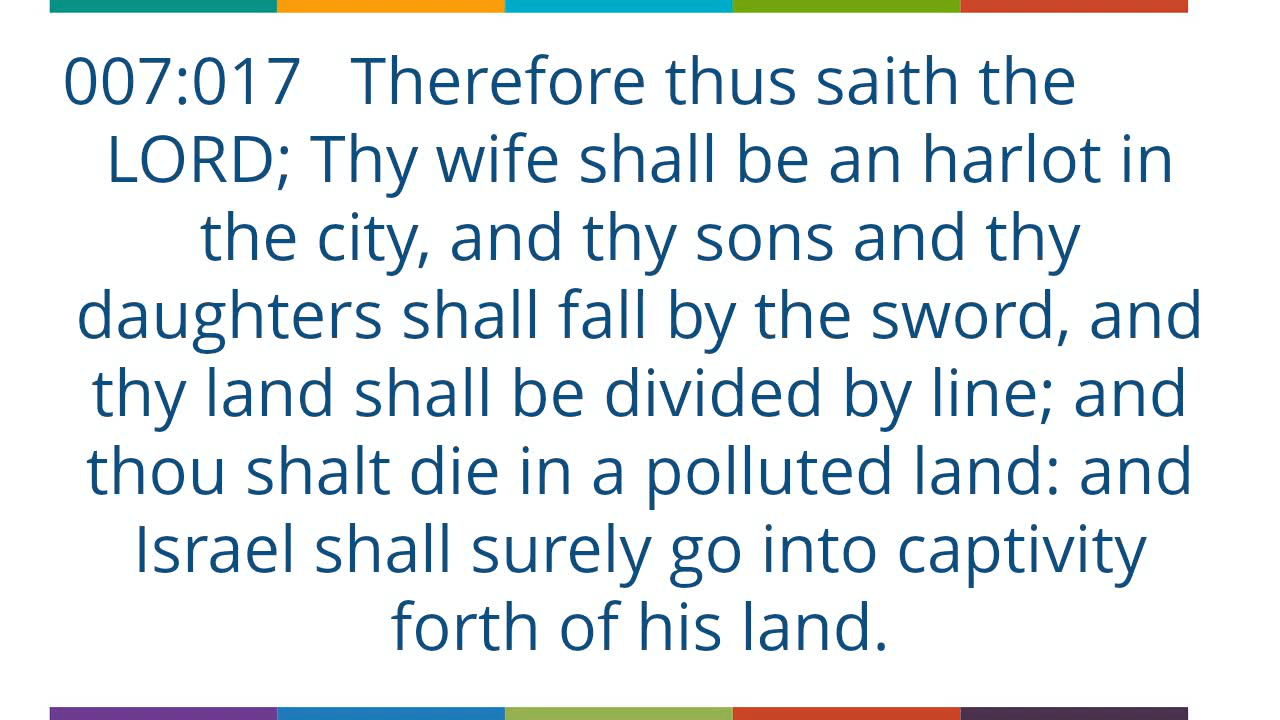 007:017 Therefore thus saith the
LORD; Thy wife shall be an harlot in
the city, and thy sons and thy
daughters shall fall by the sword, and
thy land shall be divided by line; and
thou shalt die in a polluted land: and
Israel shall surely go into captivity
forth of his land.